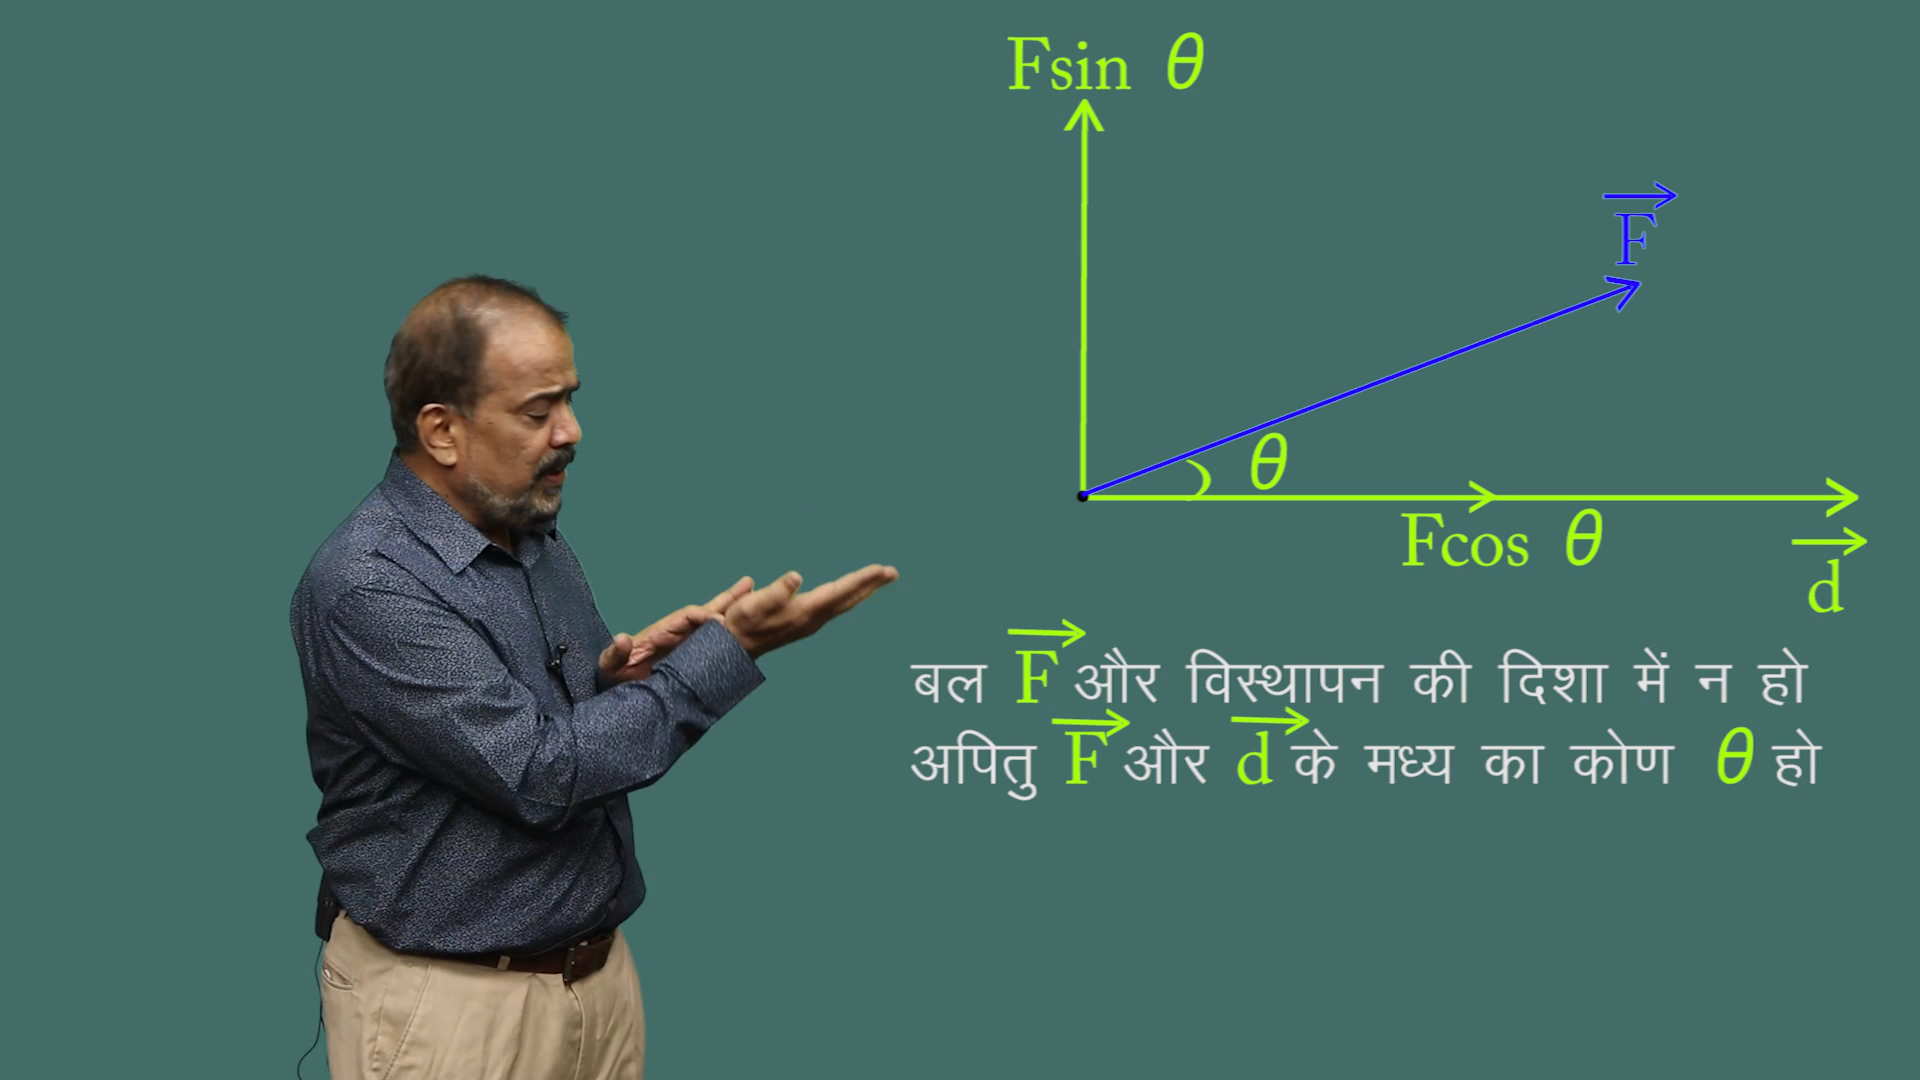 Fsin θ
F
θ
Fcos θ
d
बल F और विस्थापन की दिशा में न हो
अपितु F और d के मध्य का कोण θ हो